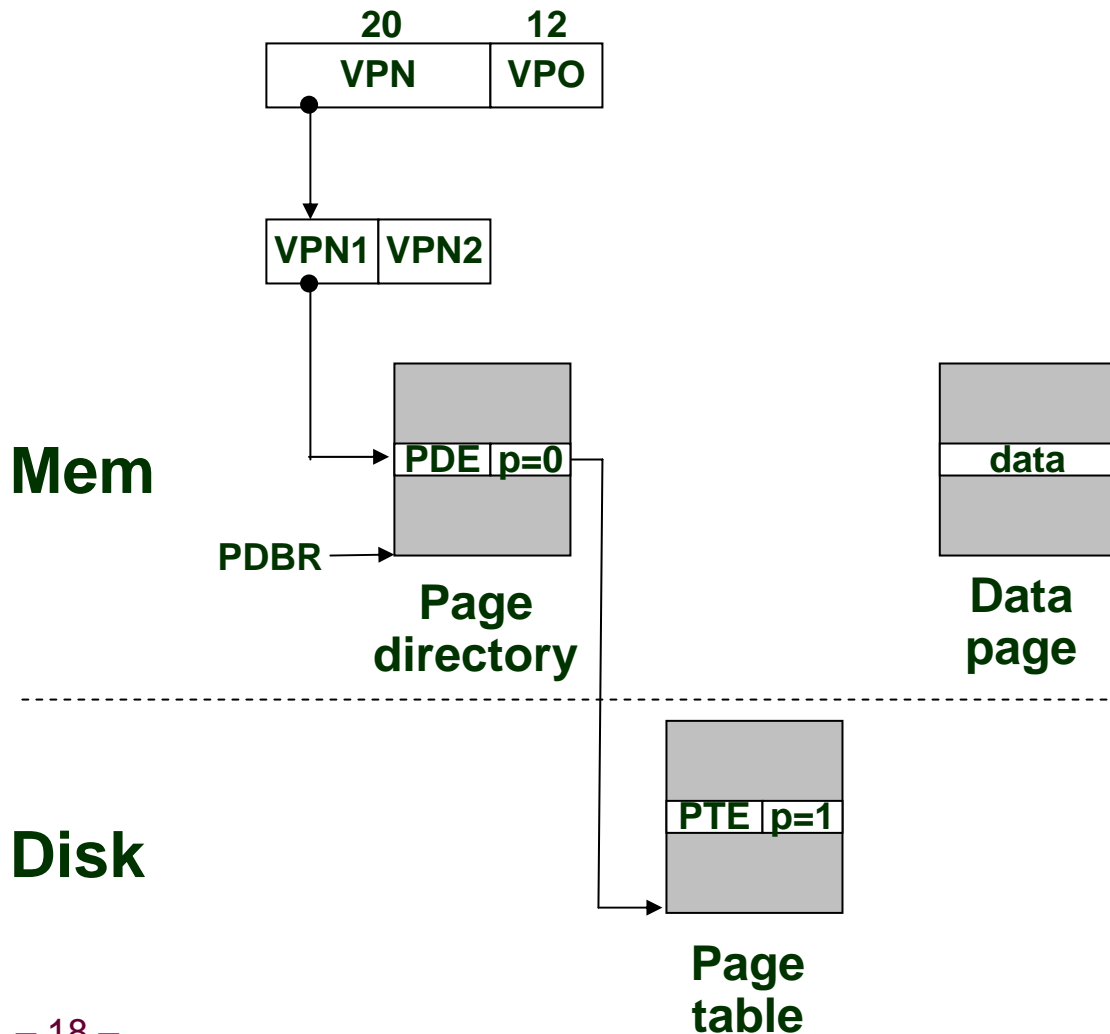 20 12
VPN VPO
VPN1 VPN2
Mem
PDE p=0
data
PDBR
Page
directory
Data
page
Disk
PTE p=1
Page
table
– 18 –